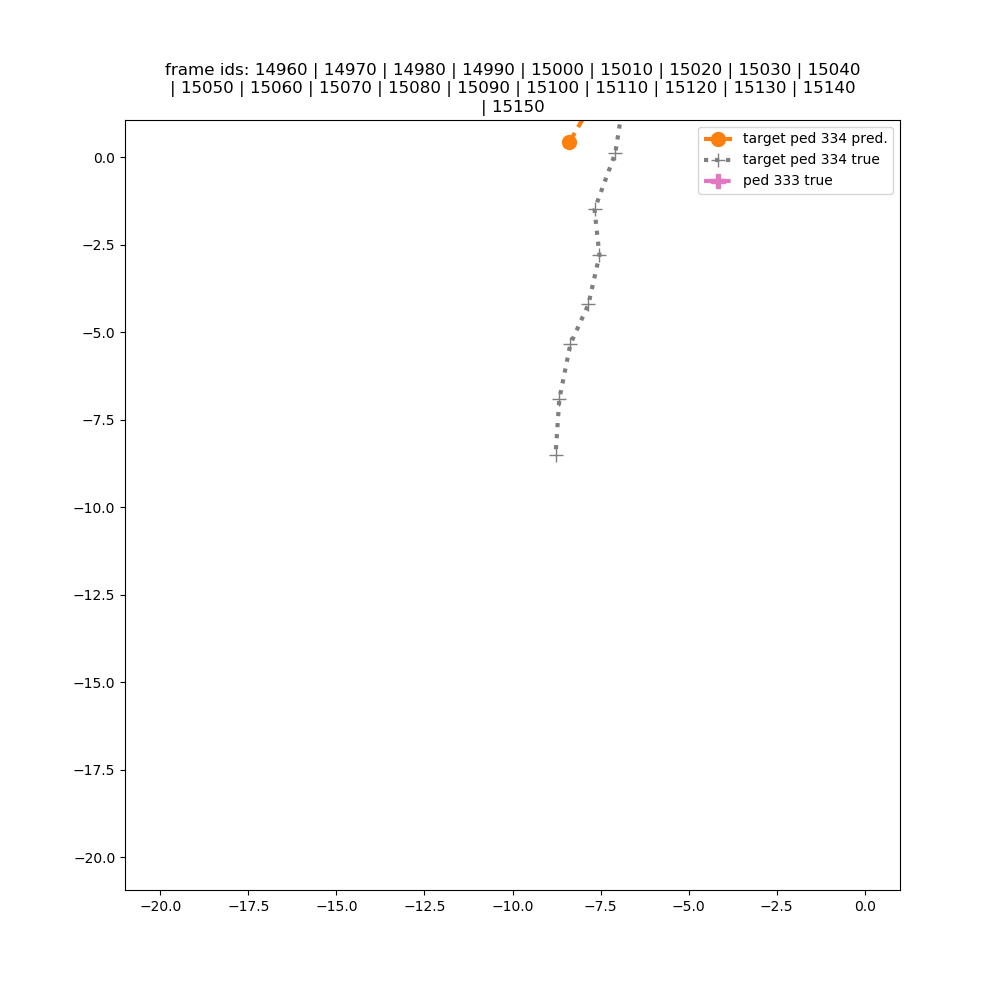 frame ids: 14960 | 14970 | 14980 | 14990 | 15000 | 15010 | 15020 | 15030 | 15040
| 15050 | 15060 | 15070 | 15080 | 15090 | 15100 | 15110 | 15120 | 15130 | 15140
| 15150
target ped 334 pred.
target ped 334 true
ped 333 true
0.0
−2.5
−5.0
−7.5
−10.0
−12.5
−15.0
−17.5
−20.0
−20.0 −17.5 −15.0 −12.5 −10.0 −7.5 −5.0 −2.5 0.0